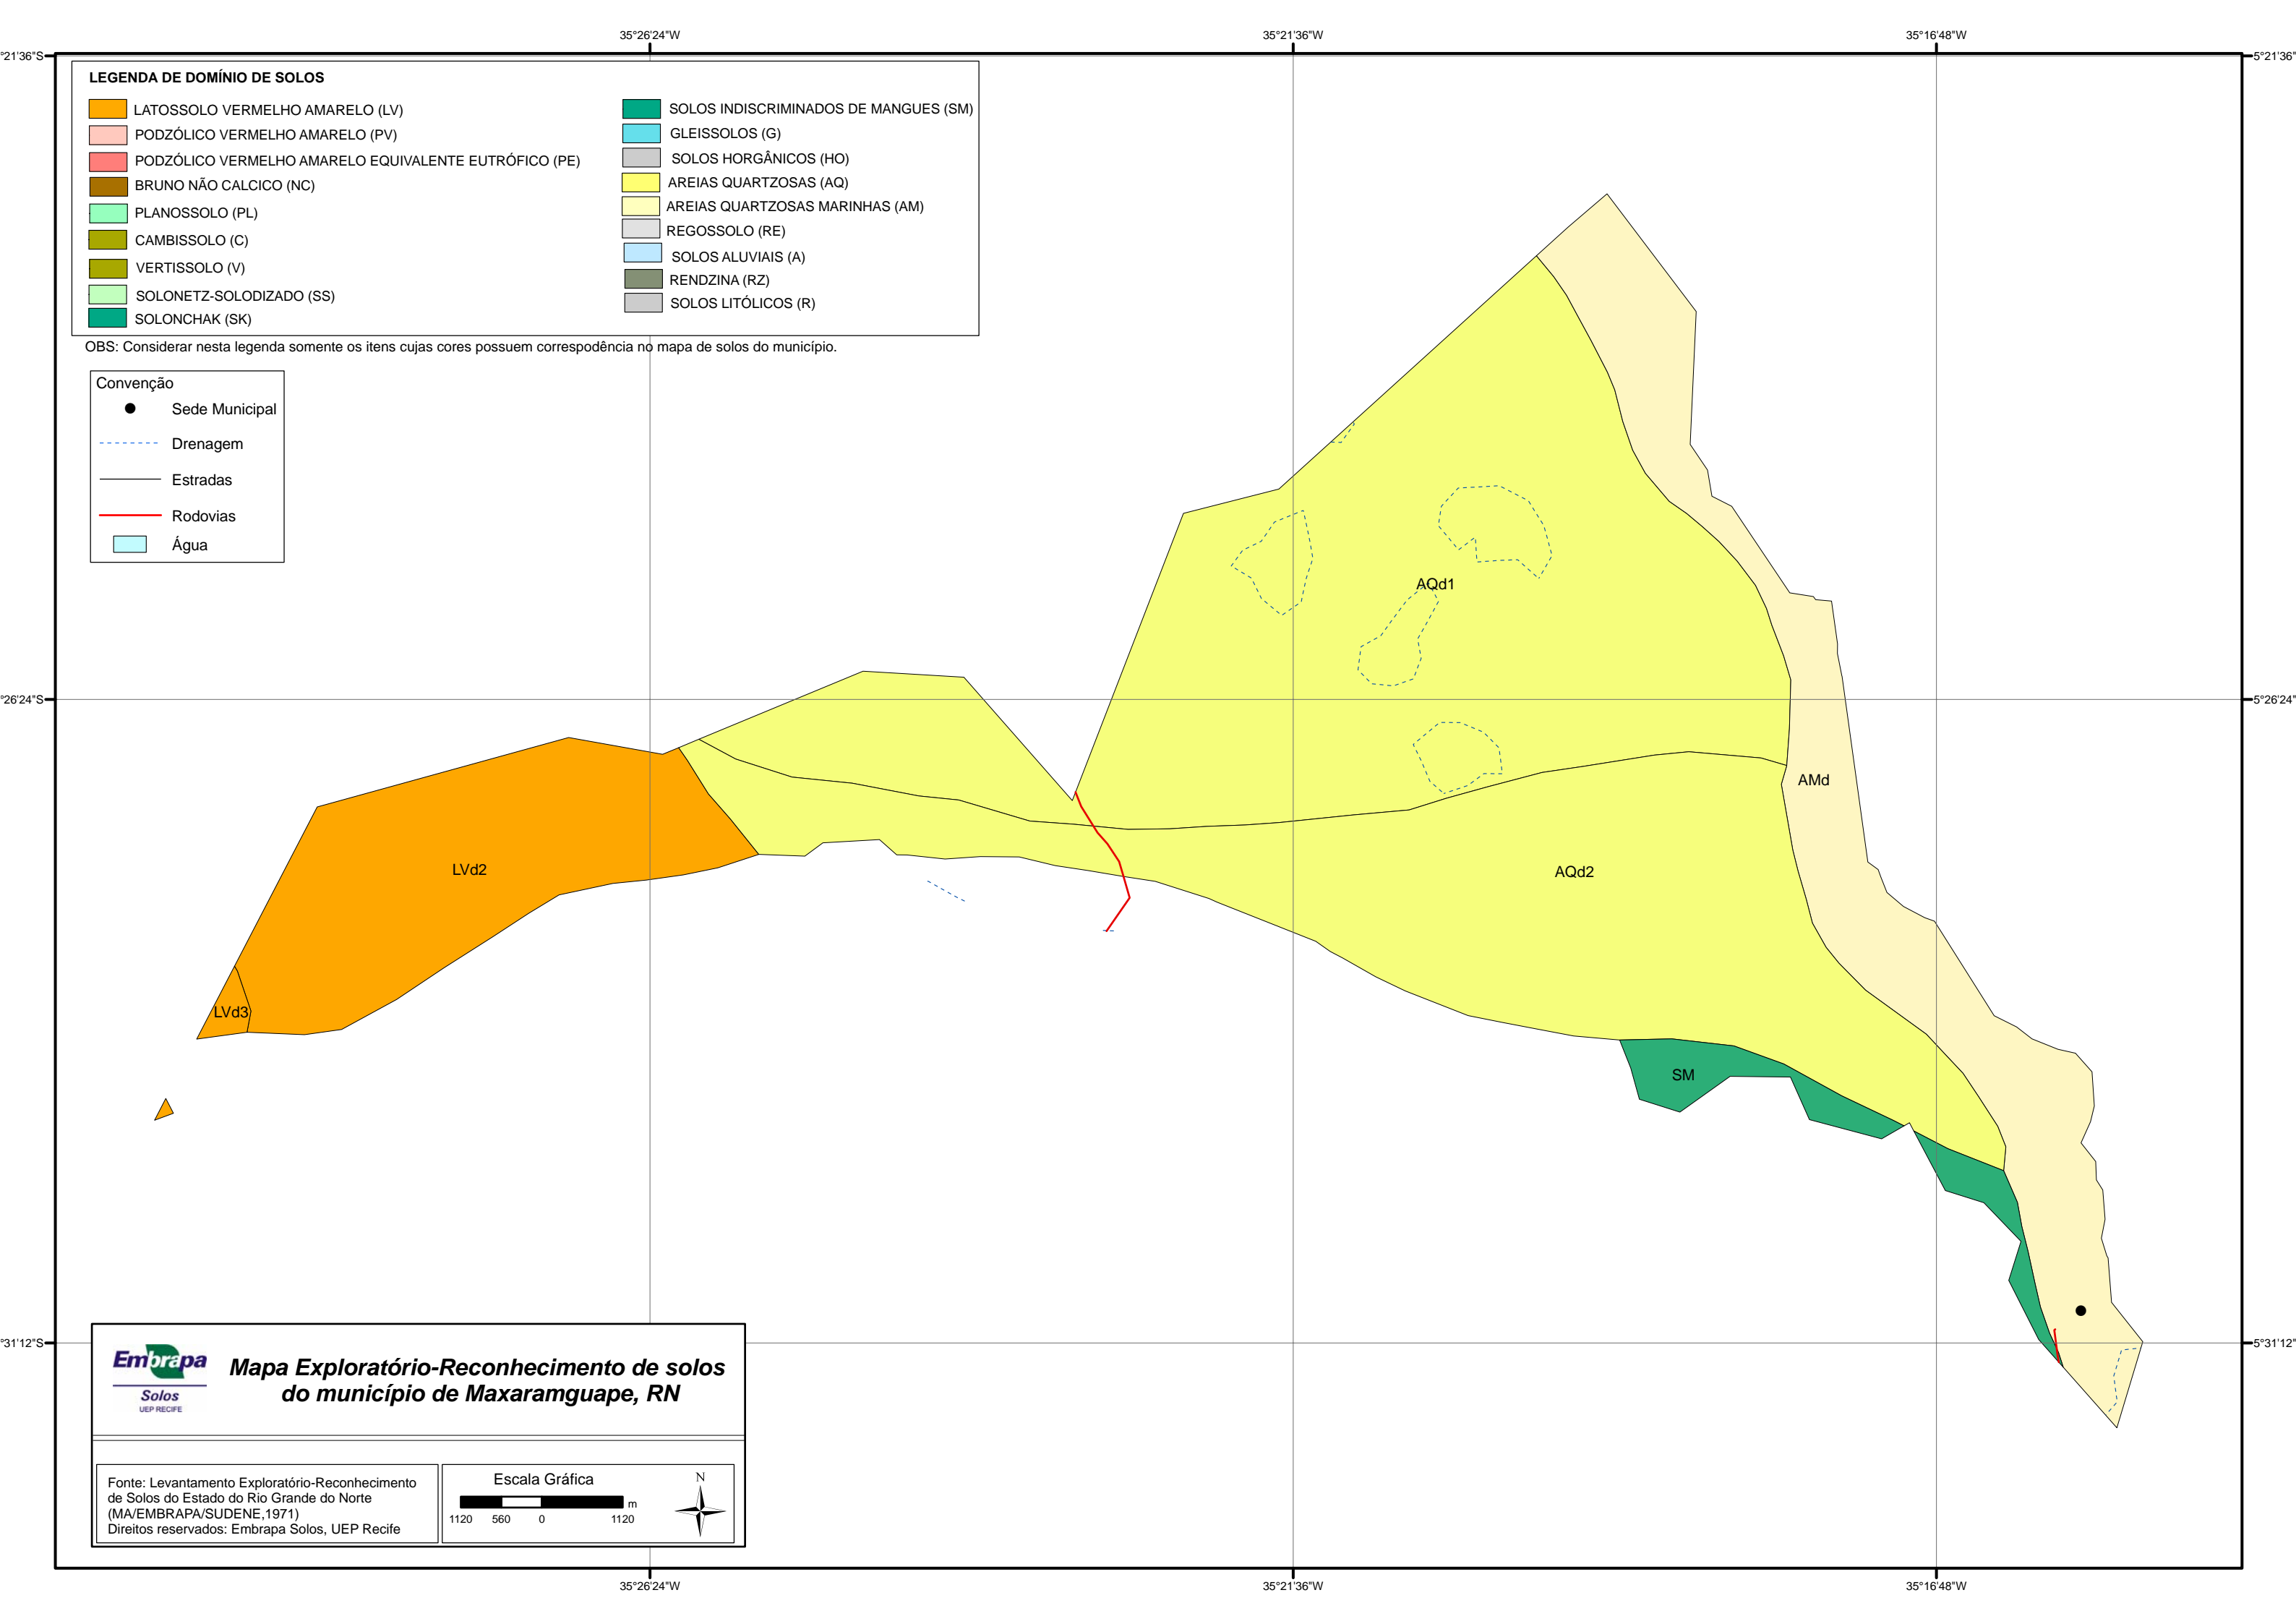 35°26'24"W 35°21'36"W 35°16'48"W
°21'36"S 5°21'36"
LEGENDA DE DOMÍNIO DE SOLOS
LATOSSOLO VERMELHO AMARELO (LV)
PODZÓLICO VERMELHO AMARELO (PV)
PODZÓLICO VERMELHO AMARELO EQUIVALENTE EUTRÓFICO (PE)
BRUNO NÃO CALCICO (NC)
PLANOSSOLO (PL)
CAMBISSOLO (C)
VERTISSOLO (V)
SOLONETZ-SOLODIZADO (SS)
SOLONCHAK (SK)
SOLOS INDISCRIMINADOS DE MANGUES (SM)
GLEISSOLOS (G)
SOLOS HORGÂNICOS (HO)
AREIAS QUARTZOSAS (AQ)
AREIAS QUARTZOSAS MARINHAS (AM)
REGOSSOLO (RE)
SOLOS ALUVIAIS (A)
RENDZINA (RZ)
SOLOS LITÓLICOS (R)
OBS: Considerar nesta legenda somente os itens cujas cores possuem correspodência no mapa de solos do município.
Convenção
Sede Municipal
Drenagem
Estradas
Rodovias
Água
AQd1
°26'24"S 5°26'24"
AMd
LVd2
AQd2
LVd3
SM
°31'12"S 5°31'12"
Embrapa
Solos
UEP RECIFE
Mapa Exploratório-Reconhecimento de solos
do município de Maxaramguape, RN
Fonte: Levantamento Exploratório-Reconhecimento
de Solos do Estado do Rio Grande do Norte
(MA/EMBRAPA/SUDENE,1971)
Direitos reservados: Embrapa Solos, UEP Recife
Escala Gráfica
m
1120 560 0 1120
N
35°26'24"W 35°21'36"W 35°16'48"W